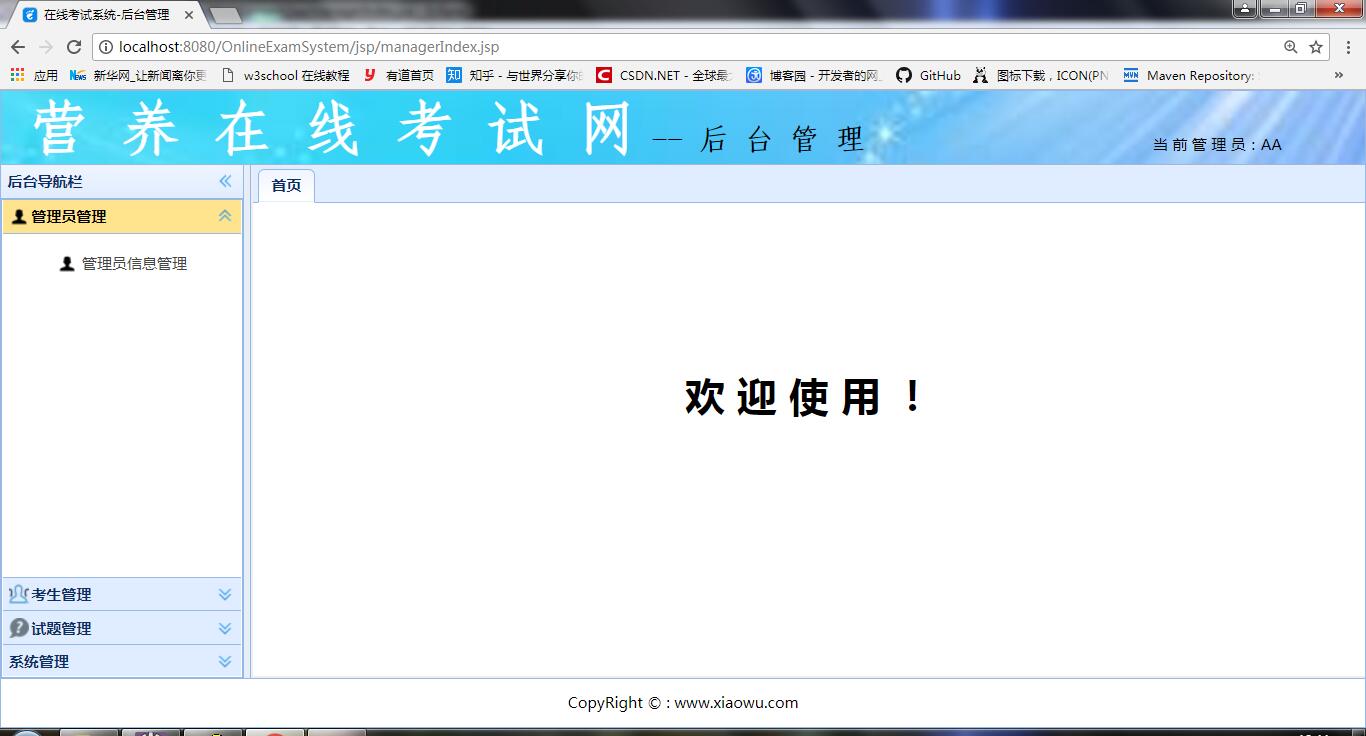 在线考试系统-后台管理
localhost:8080/OnlineExamSystem/jsp/managerIndex.jsp
应用 新华网_让新闻离你更 w3school 在线教程 有道首页 知乎 - 与世界分享你 CSDN.NET - 全球最 博客园 - 开发者的网 GitHub 图标下载，ICON(PN Maven Repository:
营养在线考试网 -- 后台管理
当前管理员：AA
后台导航栏
首页
管理员管理
管理员信息管理
欢迎使用！
考生管理
试题管理
系统管理
CopyRight © : www.xiaowu.com